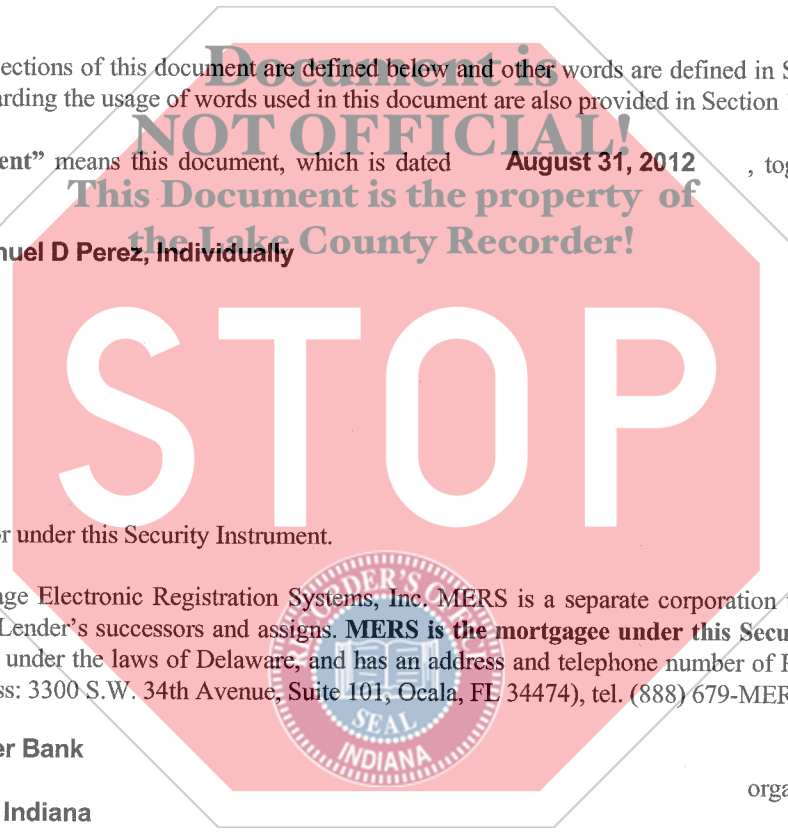 Document is
ections of this document are defined below and other words are defined in S
arding the usage of words used in this document are also provided in Section
NOT OFFICIAL!
ent” means this document, which is dated August 31, 2012 , tog
This Document is the property of
the Lake County Recorder!
nuel D Perez, Individually
STOP
r under this Security Instrument.
age Electronic Registration Systems, Inc. MERS is a separate corporation
Lender’s successors and assigns. MERS is the mortgagee under this Secu
under the laws of Delaware, and has an address and telephone number of
ss: 3300 S.W. 34th Avenue, Suite 101, Ocala, FL 34474), tel. (888) 679-MER
RECORDER'S OFFICE
SEAL
INDIANA
er Bank
orga
Indiana